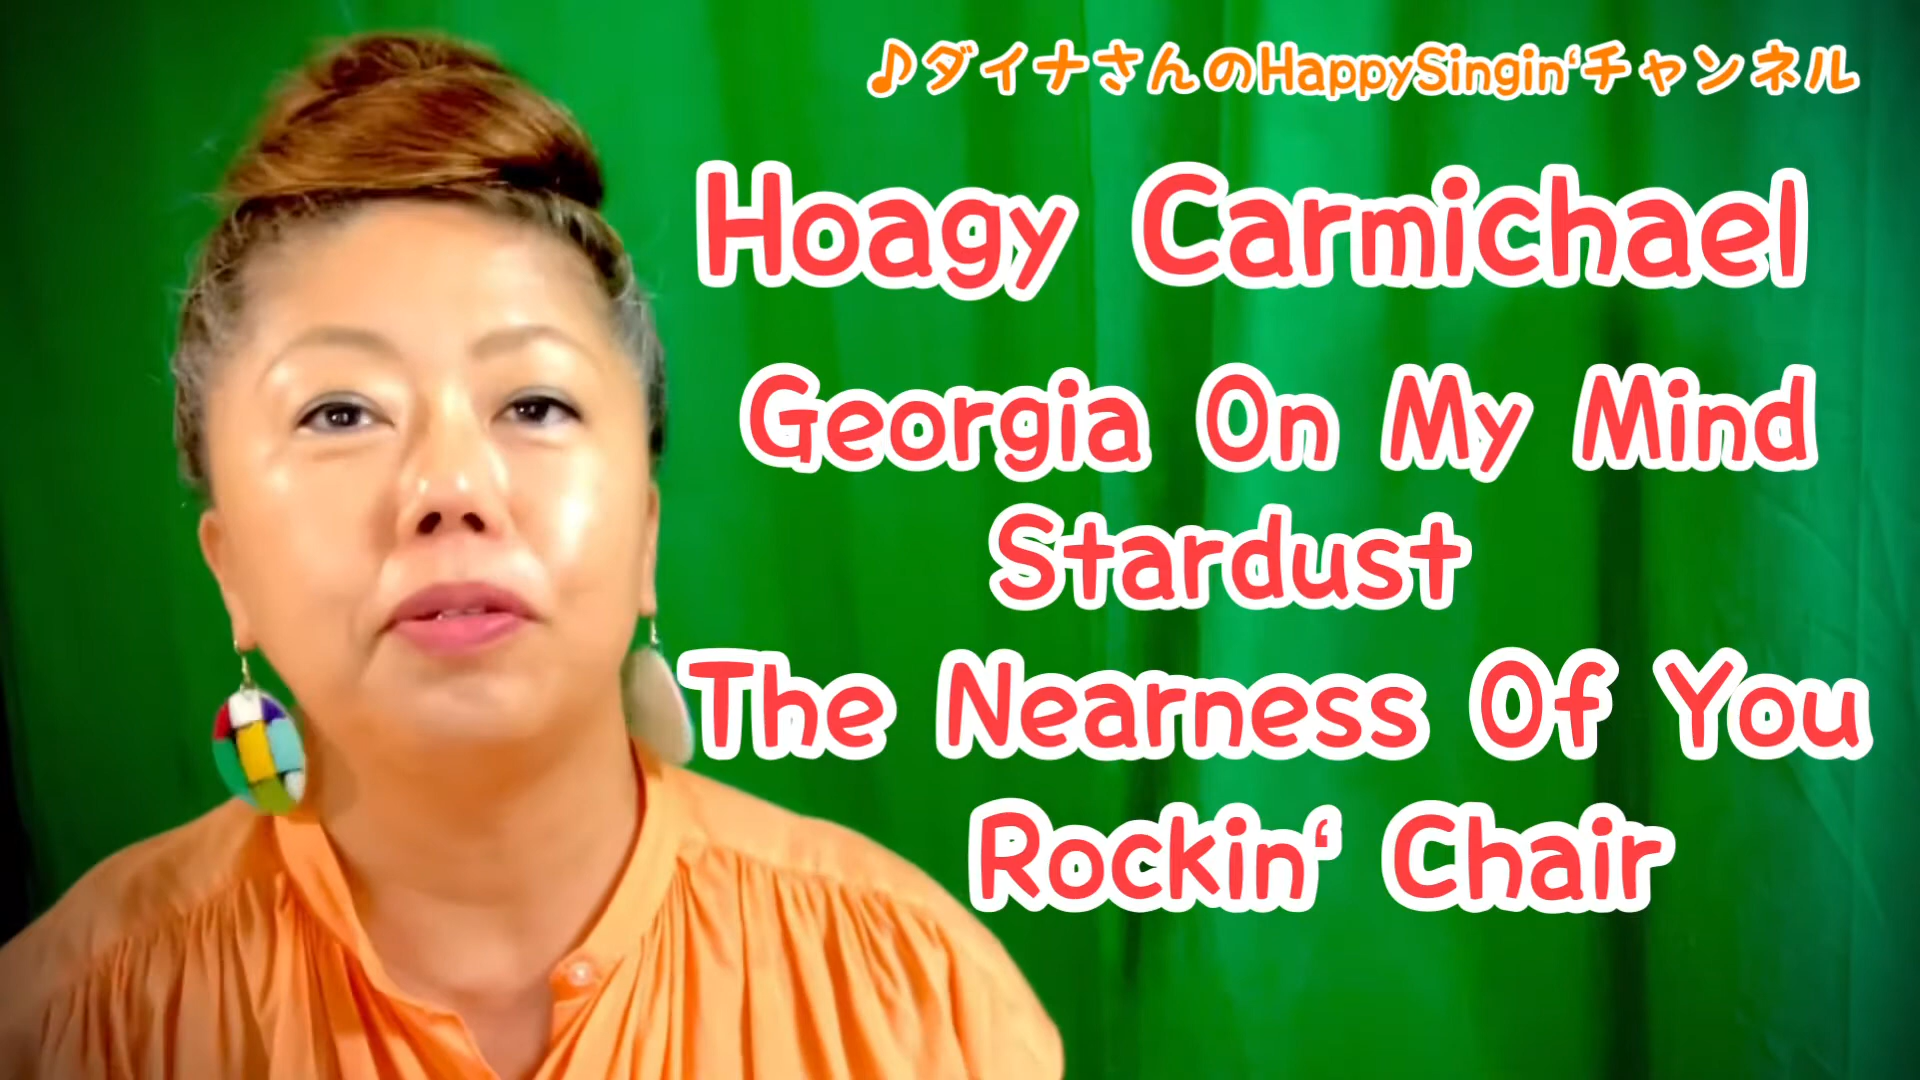 ♪ダイナさんのHappySingin‘チャンネル
Hoagy Carmichael
Georgia On My Mind
Stardust
The Nearness Of You
Rockin‘ Chair